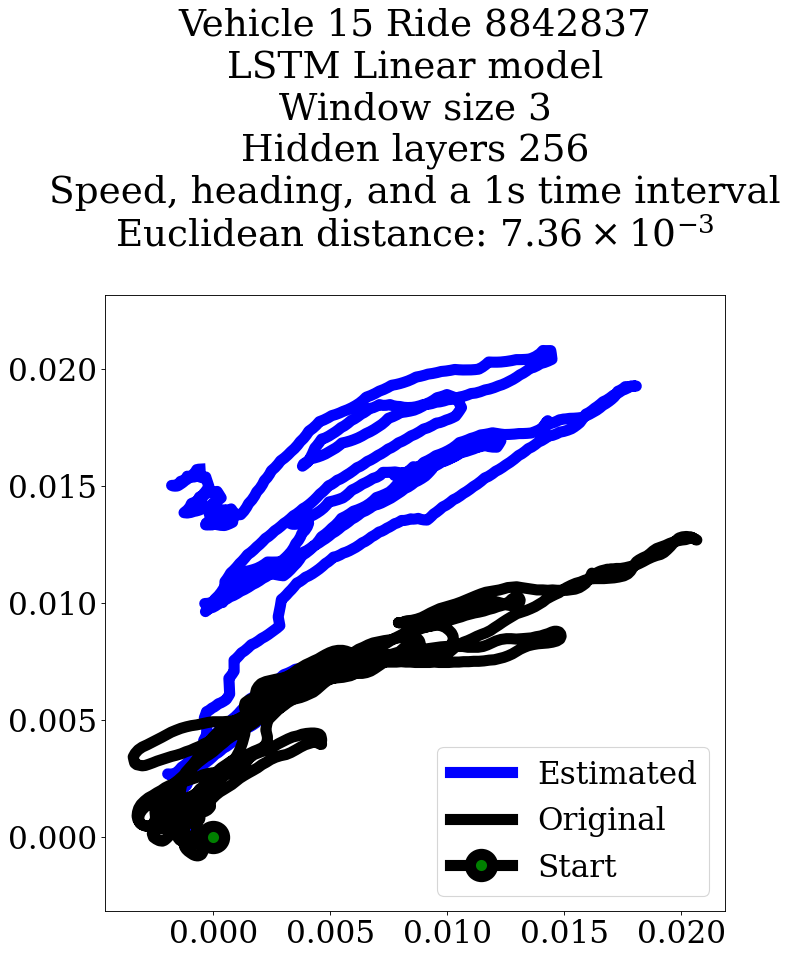 Vehicle 15 Ride 8842837
LSTM Linear model
Window size 3
Hidden layers 256
Speed, heading, and a 1s time interval
Euclidean distance: 7.36 × 10⁻³
0.020
0.015
0.010
0.005
0.000
Estimated
Original
Start
0.000 0.005 0.010 0.015 0.020